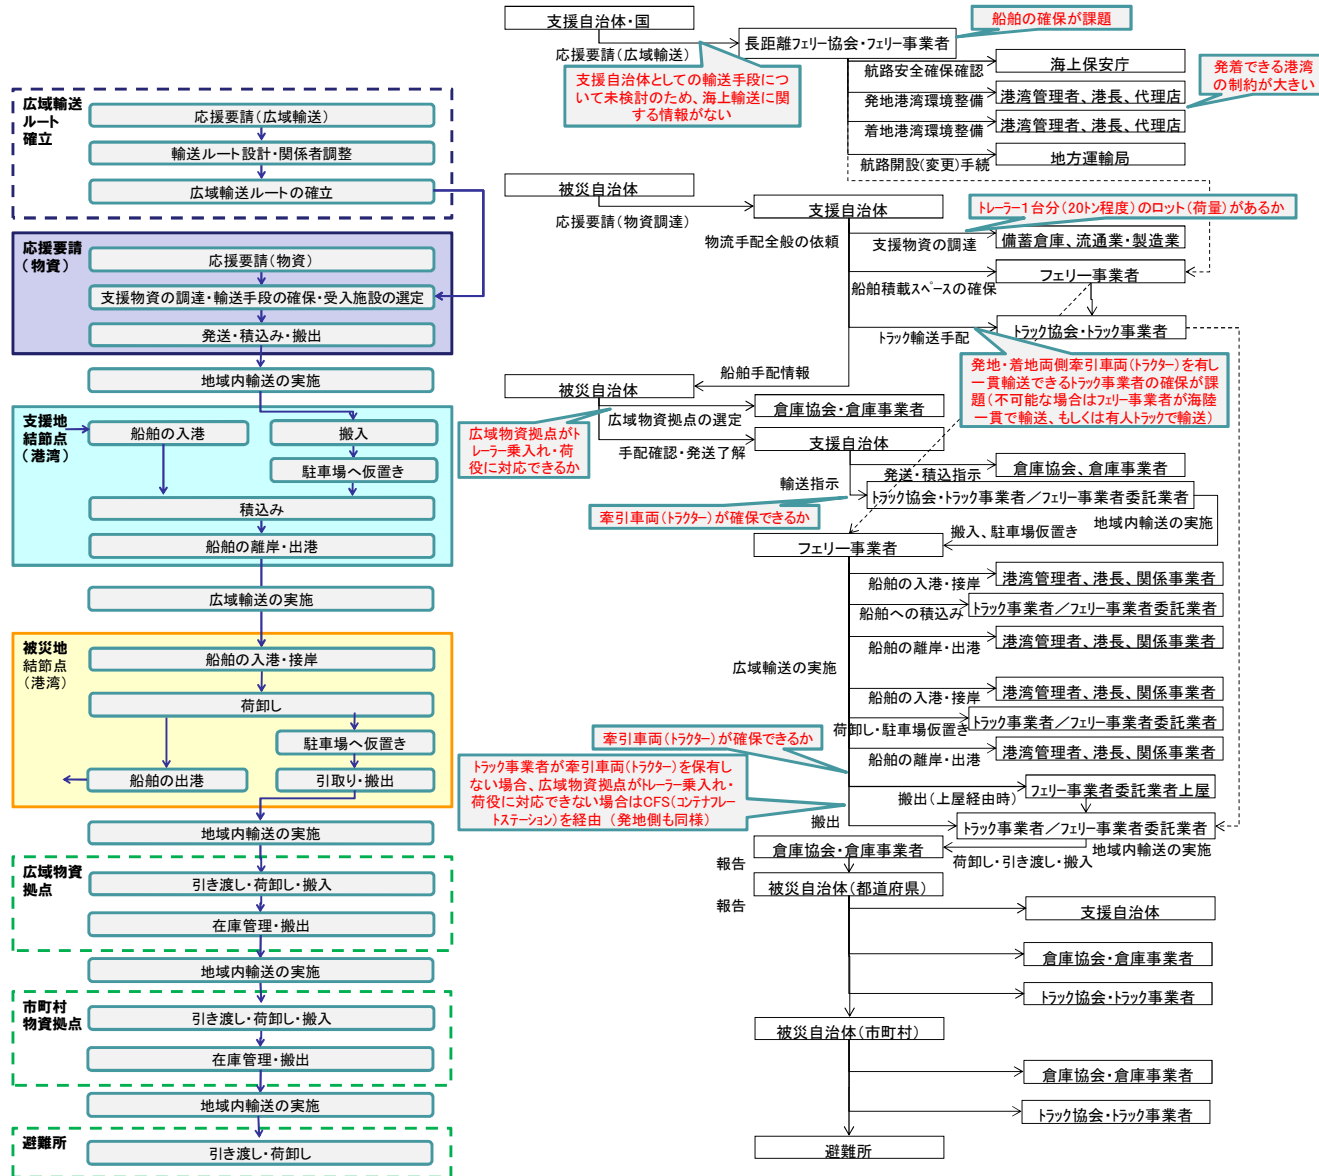 広域輸送
ルート
確立
応援要請(広域輸送)
輸送ルート設計・関係者調整
広域輸送ルートの確立
応援要請
(物資)
応援要請(物資)
支援物資の調達・輸送手段の確保・受入施設の選定
発送・積込み・搬出
地域内輸送の実施
支援地
結節点
(港湾)
船舶の入港
搬入
駐車場へ仮置き
積込み
船舶の離岸・出港
広域輸送の実施
被災地
結節点
(港湾)
船舶の入港・接岸
荷卸し
駐車場へ仮置き
船舶の出港
引取り・搬出
地域内輸送の実施
広域物資
拠点
引き渡し・荷卸し・搬入
在庫管理・搬出
地域内輸送の実施
市町村
物資拠点
引き渡し・荷卸し・搬入
在庫管理・搬出
地域内輸送の実施
避難所
引き渡し・荷卸し
支援自治体・国
応援要請(広域輸送)
長距離フェリー協会・フェリー事業者
船舶の確保が課題
支援自治体としての輸送手段につ
いて未検討のため、海上輸送に関
する情報がない
航路安全確保確認
海上保安庁
発着できる港湾
の制約が大きい
発地港湾環境整備
港湾管理者、港長、代理店
着地港湾環境整備
港湾管理者、港長、代理店
航路開設(変更)手続
地方運輸局
被災自治体
応援要請(物資調達)
支援自治体
トレーラー1台分(20トン程度)のロット(荷量)があるか
物流手配全般の依頼
支援物資の調達
備蓄倉庫、流通業・製造業
フェリー事業者
船舶積載スペースの確保
トラック輸送手配
トラック協会・トラック事業者
発地・着地両側牽引車両(トラクター)を有し
一貫輸送できるトラック事業者の確保が課
題(不可能な場合はフェリー事業者が海陸
一貫で輸送、もしくは有人トラックで輸送)
船舶手配情報
被災自治体
広域物資拠点の選定
倉庫協会・倉庫事業者
広域物資拠点がト
レーラー乗入れ・荷
役に対応できるか
手配確認・発送了解
支援自治体
発送・積込指示
倉庫協会、倉庫事業者
輸送指示
トラック協会・トラック事業者/フェリー事業者委託業者
牽引車両(トラクター)が確保できるか
地域内輸送の実施
搬入、駐車場仮置き
フェリー事業者
船舶の入港・接岸
港湾管理者、港長、関係事業者
船舶への積込み
トラック事業者/フェリー事業者委託業者
船舶の離岸・出港
港湾管理者、港長、関係事業者
広域輸送の実施
船舶の入港・接岸
港湾管理者、港長、関係事業者
荷卸し・駐車場仮置き
トラック事業者/フェリー事業者委託業者
船舶の離岸・出港
港湾管理者、港長、関係事業者
牽引車両(トラクター)が確保できるか
トラック事業者が牽引車両(トラクター)を保有し
ない場合、広域物資拠点がトレーラー乗入れ・
荷役に対応できない場合はCFS(コンテナフレー
トステーション)を経由 (発地側も同様)
搬出(上屋経由時)
フェリー事業者委託業者上屋
搬出
トラック事業者/フェリー事業者委託業者
地域内輸送の実施
荷卸し・引き渡し・搬入
倉庫協会・倉庫事業者
報告
被災自治体(都道府県)
報告
支援自治体
倉庫協会・倉庫事業者
トラック協会・トラック事業者
被災自治体(市町村)
倉庫協会・倉庫事業者
トラック協会・トラック事業者
避難所